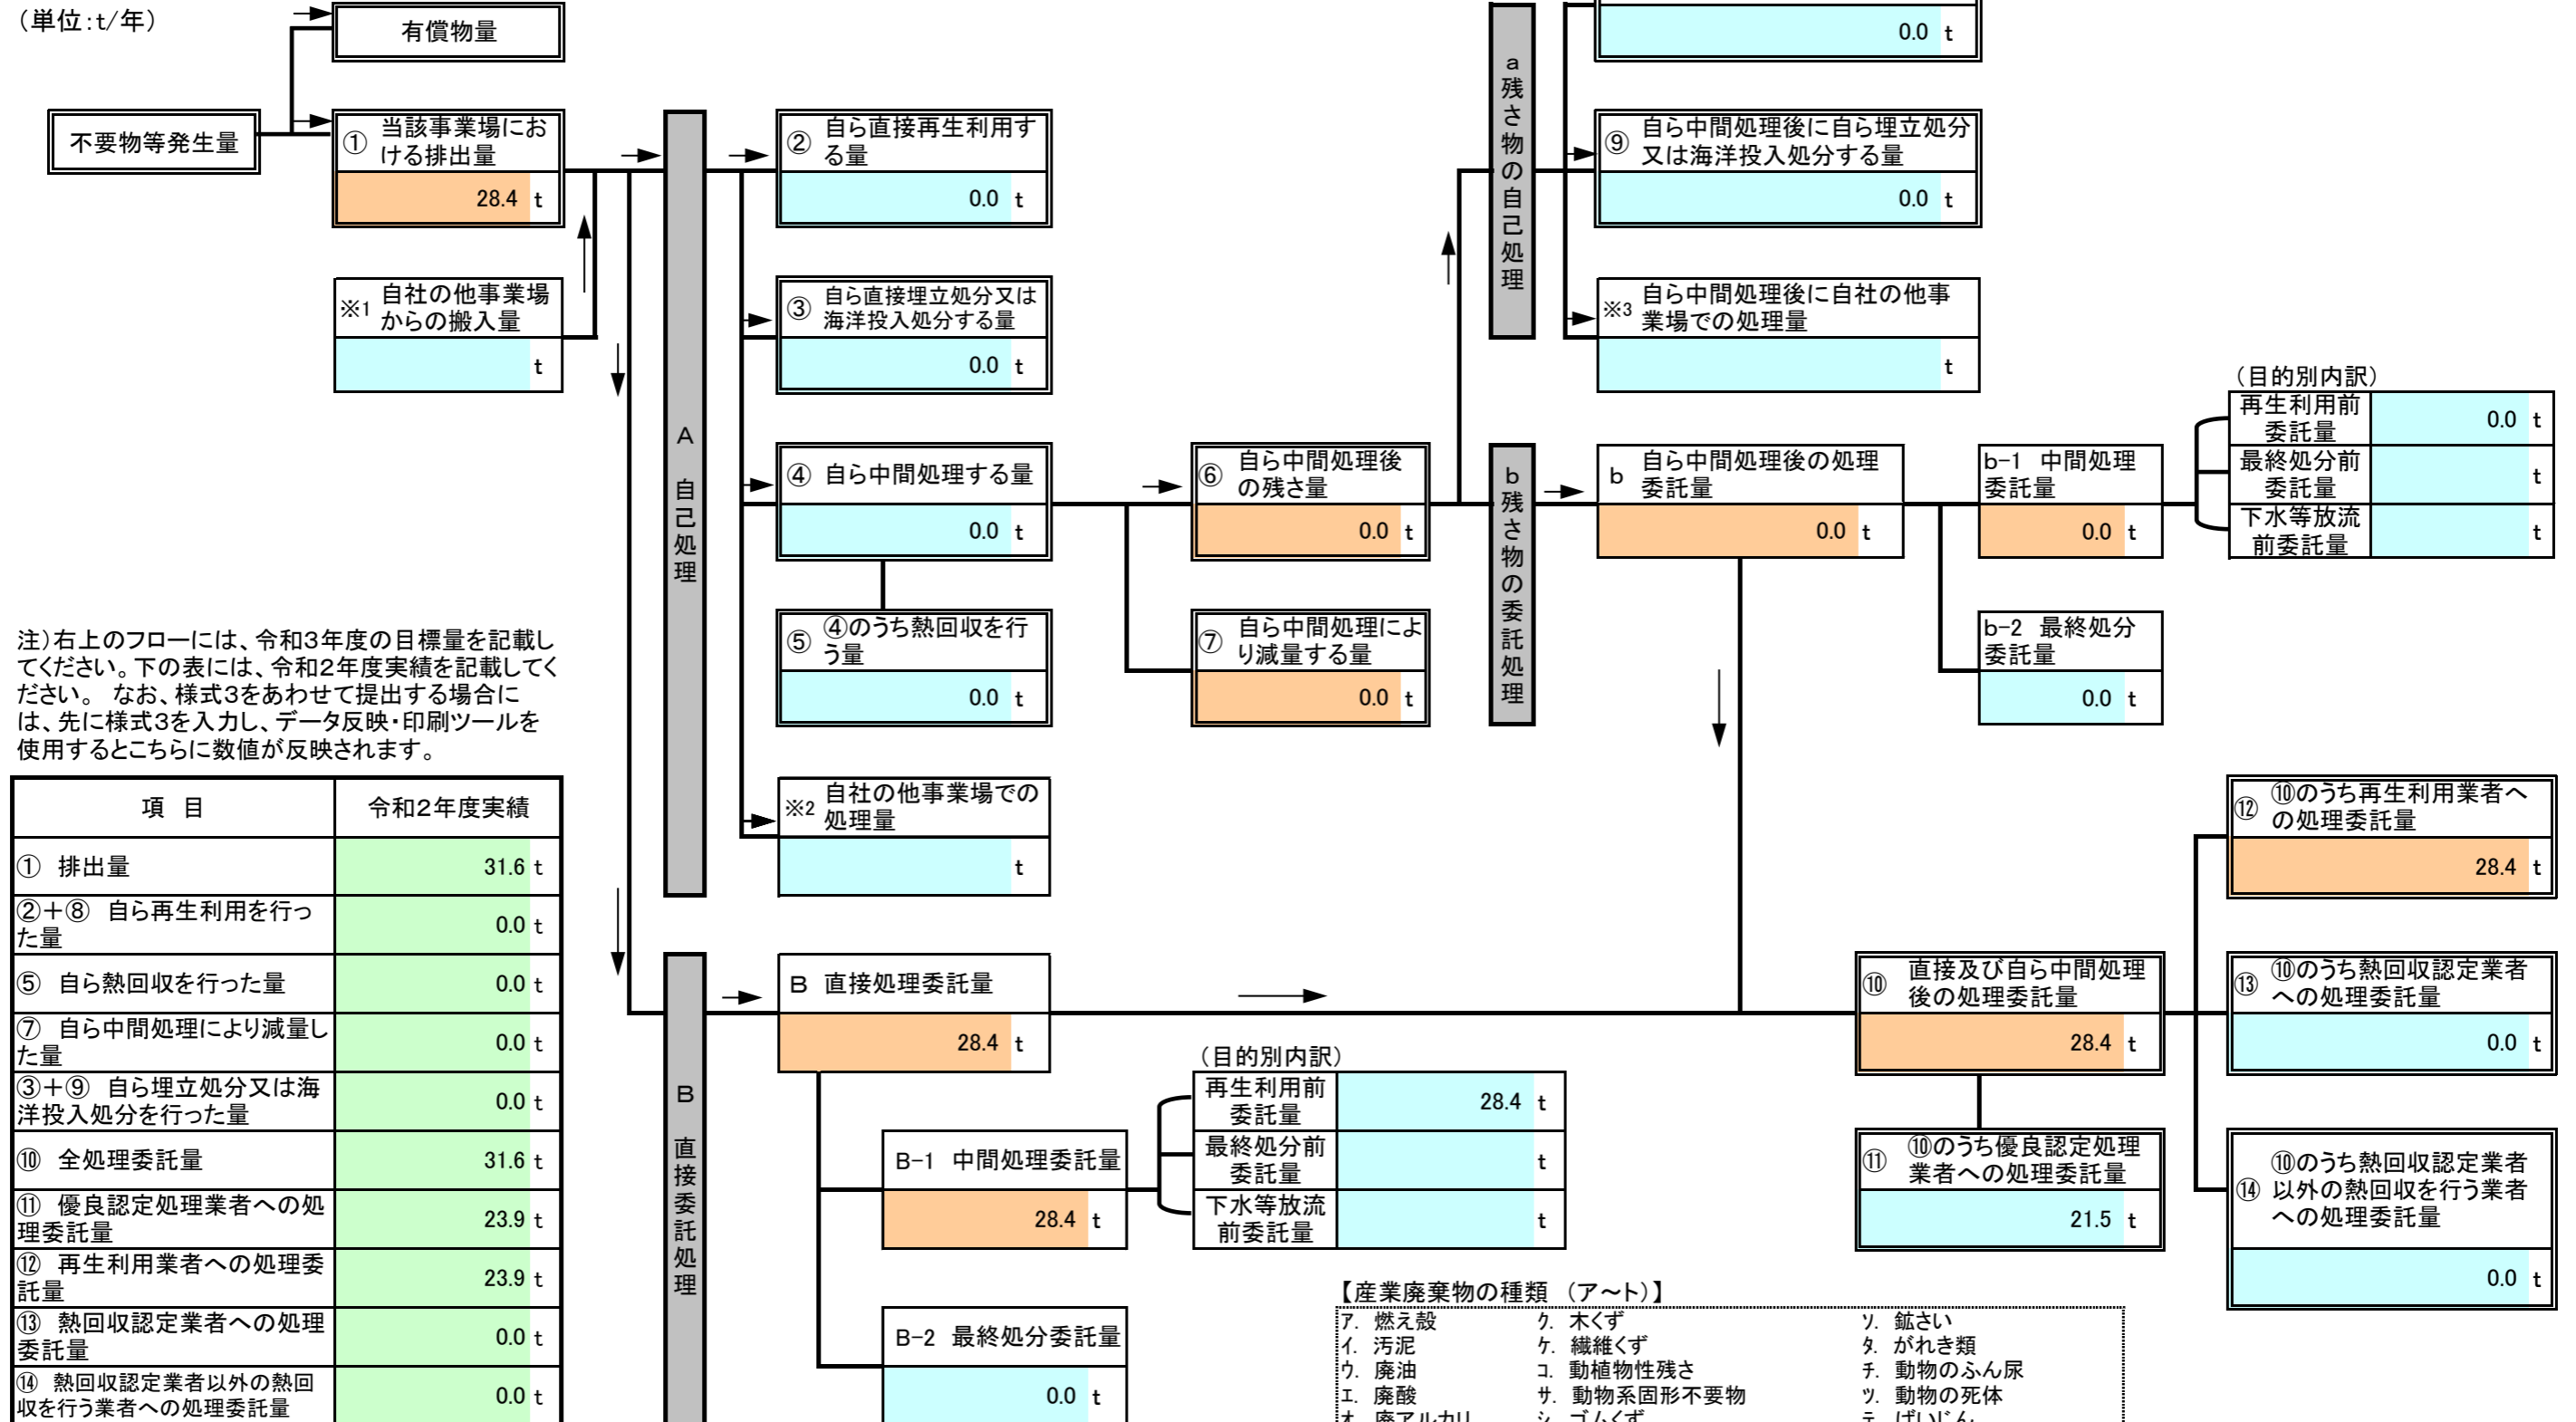 （単位：t/年）
有償物量
不要物等発生量
① 当該事業場にお
ける排出量
28.4 t
※1 自社の他事業場
からの搬入量
t
A 自己処理
② 自ら直接再生利用す
る量
0.0 t
③ 自ら直接埋立処分又は
海洋投入処分する量
0.0 t
④ 自ら中間処理する量
0.0 t
⑤ ④のうち熱回収を行
う量
0.0 t
※2 自社の他事業場での
処理量
t
⑥ 自ら中間処理後
の残さ量
0.0 t
⑦ 自ら中間処理によ
り減量する量
0.0 t
a残さ物の自己処理
0.0 t
⑨ 自ら中間処理後に自ら埋立処分
又は海洋投入処分する量
0.0 t
※3 自ら中間処理後に自社の他事
業場での処理量
t
b残さ物の委託処理
b 自ら中間処理後の処理
委託量
0.0 t
b-1 中間処理
委託量
0.0 t
b-2 最終処分
委託量
0.0 t
（目的別内訳）
再生利用前
委託量
0.0 t
最終処分前
委託量
t
下水等放流
前委託量
t
注）右上のフローには、令和３年度の目標量を記載し
てください。下の表には、令和２年度実績を記載してく
ださい。 なお、様式３をあわせて提出する場合に
は、先に様式３を入力し、データ反映・印刷ツールを
使用するとこちらに数値が反映されます。
項 目 令和２年度実績
① 排出量 31.6 t
②＋⑧ 自ら再生利用を行っ
た量
0.0 t
⑤ 自ら熱回収を行った量 0.0 t
⑦ 自ら中間処理により減量し
た量
0.0 t
③＋⑨ 自ら埋立処分又は海
洋投入処分を行った量
0.0 t
⑩ 全処理委託量 31.6 t
⑪ 優良認定処理業者への処
理委託量
23.9 t
⑫ 再生利用業者への処理委
託量
23.9 t
⑬ 熱回収認定業者への処理
委託量
0.0 t
⑭ 熱回収認定業者以外の熱回
収を行う業者への処理委託量
0.0 t
B 直接委託処理
B 直接処理委託量
28.4 t
B-1 中間処理委託量
28.4 t
B-2 最終処分委託量
0.0 t
（目的別内訳）
再生利用前
委託量
28.4 t
最終処分前
委託量
t
下水等放流
前委託量
t
⑩ 直接及び自ら中間処理
後の処理委託量
28.4 t
⑪ ⑩のうち優良認定処理
業者への処理委託量
21.5 t
⑫ ⑩のうち再生利用業者へ
の処理委託量
28.4 t
⑬ ⑩のうち熱回収認定業者
への処理委託量
0.0 t
⑭ ⑩のうち熱回収認定業者
以外の熱回収を行う業者
への処理委託量
0.0 t
【産業廃棄物の種類 （ア～ト）】
ｱ. 燃え殻 ｸ. 木くず ｿ. 鉱さい
ｲ. 汚泥 ｹ. 繊維くず ﾀ. がれき類
ｳ. 廃油 ｺ. 動植物性残さ ﾁ. 動物のふん尿
ｴ. 廃酸 ｻ. 動物系固形不要物 ﾂ. 動物の死体
ｵ. 廃アルカリ ｼ. ゴムくず ﾃ. ばいじん